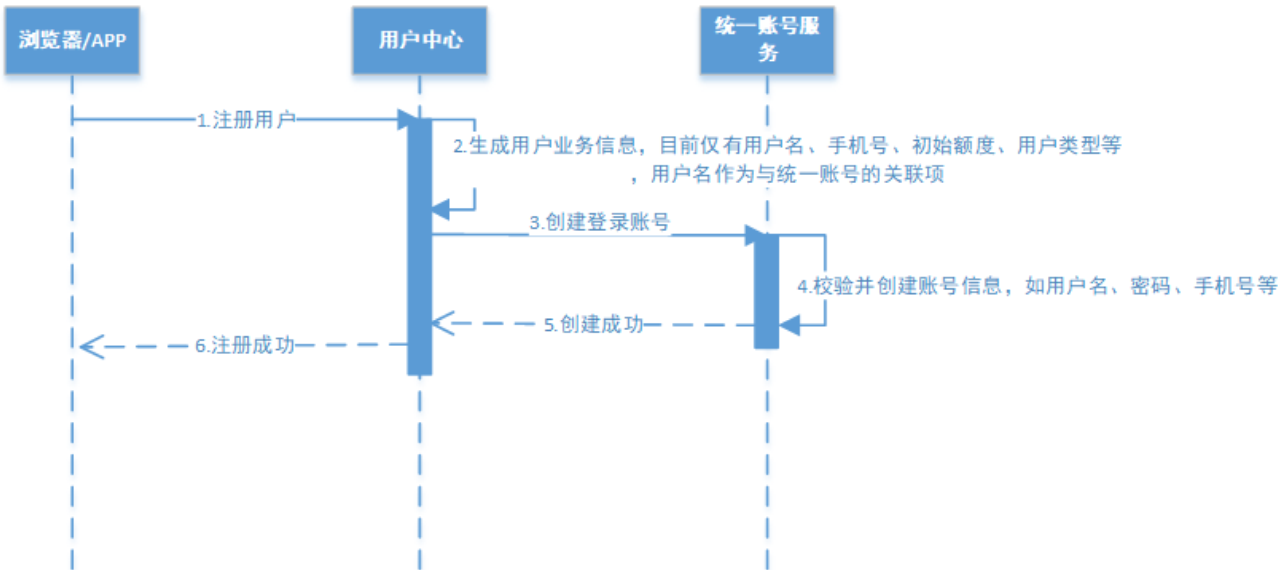 浏览器/APP
用户中心
统一账号服
务
1.注册用户
2.生成用户业务信息，目前仅有用户名、手机号、初始额度、用户类型等
，用户名作为与统一账号的关联项
3.创建登录账号
4.校验并创建账号信息，如用户名、密码、手机号等
5.创建成功
6.注册成功